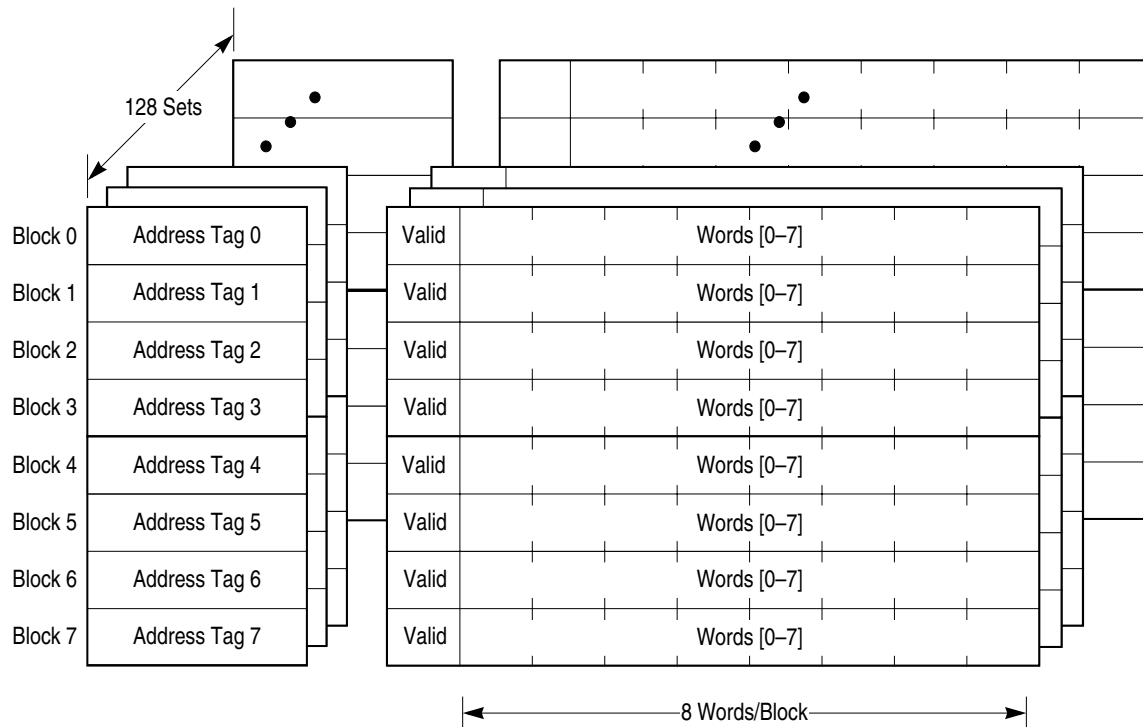 128 Sets
Block 0 Address Tag 0 Valid Words [0–7]
Block 1 Address Tag 1 Valid Words [0–7]
Block 2 Address Tag 2 Valid Words [0–7]
Block 3 Address Tag 3 Valid Words [0–7]
Block 4 Address Tag 4 Valid Words [0–7]
Block 5 Address Tag 5 Valid Words [0–7]
Block 6 Address Tag 6 Valid Words [0–7]
Block 7 Address Tag 7 Valid Words [0–7]
8 Words/Block